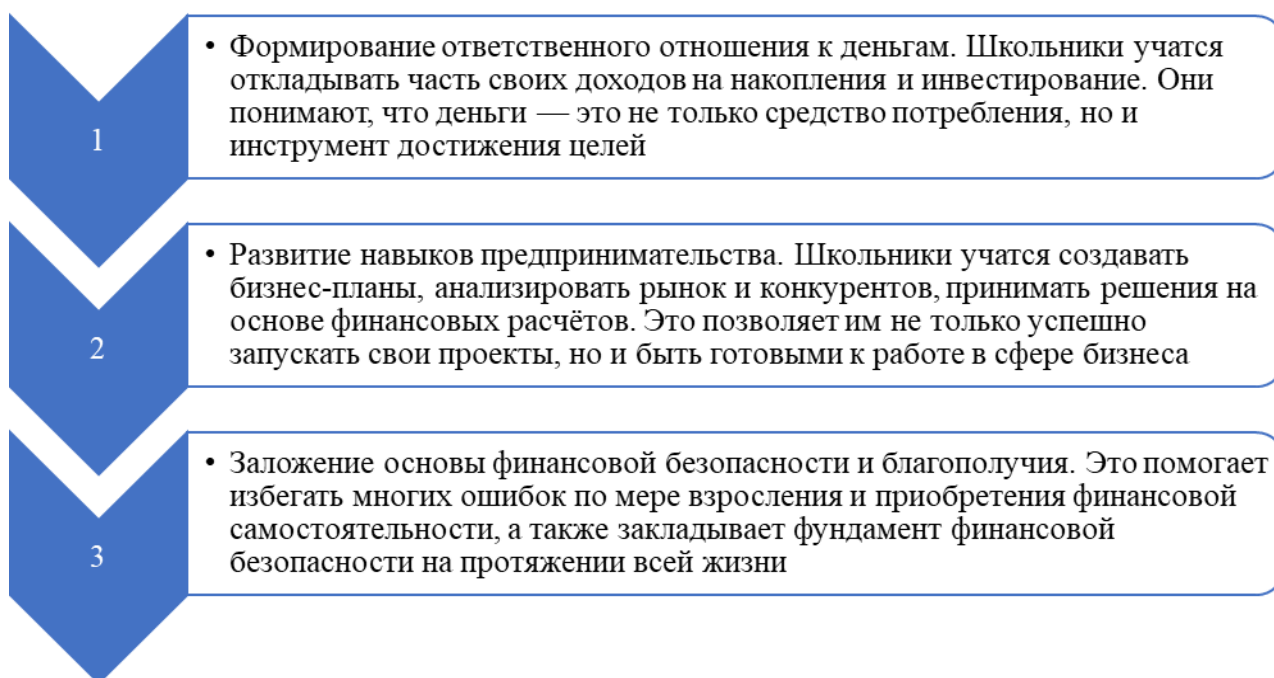 1
• Формирование ответственного отношения к деньгам. Школьники учатся
откладывать часть своих доходов на накопления и инвестирование. Они
понимают, что деньги — это не только средство потребления, но и
инструмент достижения целей
2
• Развитие навыков предпринимательства. Школьники учатся создавать
бизнес-планы, анализировать рынок и конкурентов, принимать решения на
основе финансовых расчётов. Это позволяет им не только успешно
запускать свои проекты, но и быть готовыми к работе в сфере бизнеса
3
• Заложение основы финансовой безопасности и благополучия. Это помогает
избегать многих ошибок по мере взросления и приобретения финансовой
самостоятельности, а также закладывает фундамент финансовой
безопасности на протяжении всей жизни